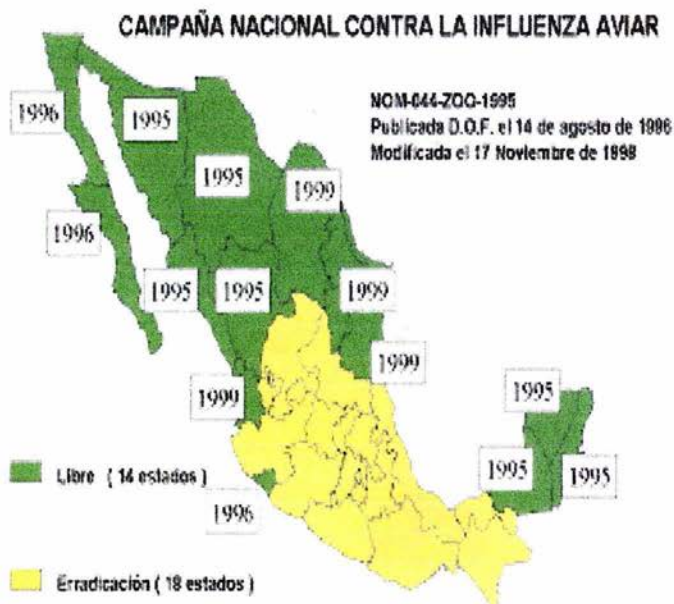 CAMPAÑA NACIONAL CONTRA LA INFLUENZA AVIAR
NOM-044-ZOO-1995
Publicada D.O.F. el 14 de agosto de 1996
Modificada el 17 Noviembre de 1998
1996
1995
1995
1999
1996
1995
1995
1999
1999
1999
1995
1995
1995
1996
Libre ( 14 estados )
Erradicación ( 18 estados )